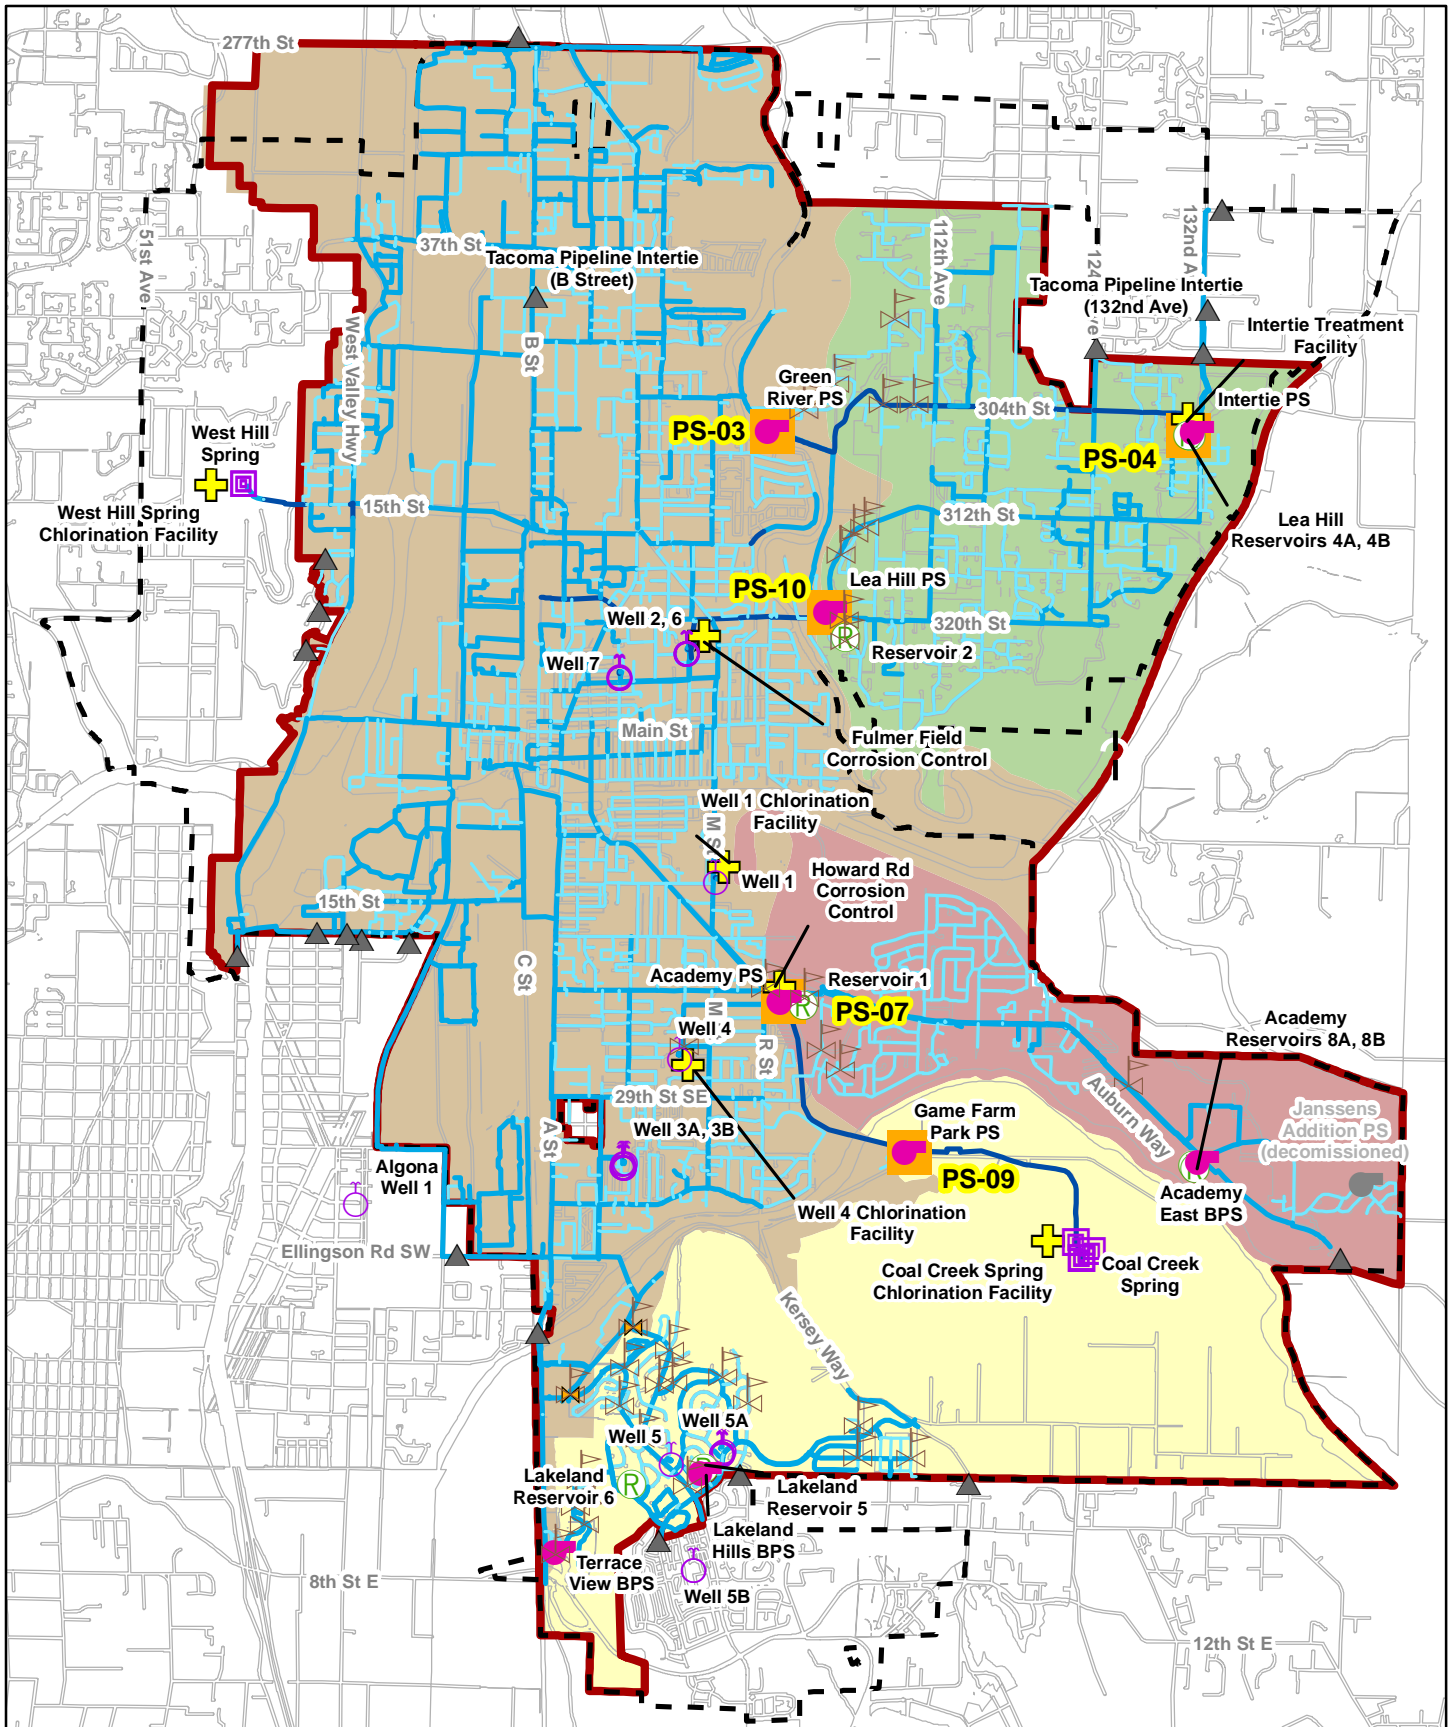 277th St
51st Ave
37th St
Tacoma Pipeline Intertie
(B Street)
112th Ave
132nd A
124
ve
Tacoma Pipeline Intertie
(132nd Ave)
Intertie Treatment
Facility
West Valley Hwy
B St
Green
River PS
PS-03
304th St
Intertie PS
PS-04
West Hill
Spring
West Hill Spring
Chlorination Facility
15th St
312th St
Lea Hill
Reservoirs 4A, 4B
PS-10
Lea Hill PS
Well 2, 6
320th St
Reservoir 2
Well 7
Main St
Fulmer Field
Corrosion Control
Well 1 Chlorination
Facility
M St
Well 1
Howard Rd
Corrosion
Control
15th St
C St
Academy PS
Reservoir 1
PS-07
M
Well 4
R St
Academy
Reservoirs 8A, 8B
29th St SE
Game Farm
Park PS
Auburn Way
Janssens
Addition PS
(decomissioned)
A St
Well 3A, 3B
PS-09
Algona
Well 1
Academy
East BPS
Well 4 Chlorination
Facility
Ellingson Rd SW
Coal Creek Spring
Chlorination Facility
Coal Creek
Spring
Kersey Way
Well 5A
Well 5
Lakeland
Reservoir 6
R
Lakeland
Reservoir 5
Lakeland
Hills BPS
Terrace
View BPS
8th St E
Well 5B
12th St E